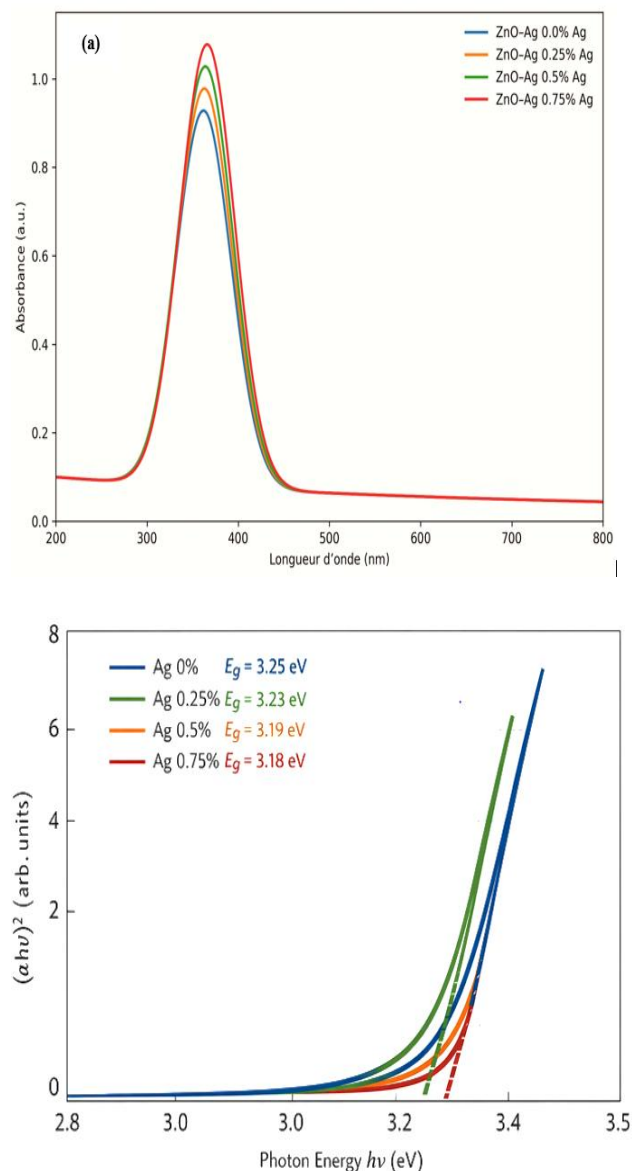 (a)
ZnO–Ag 0.0% Ag
ZnO–Ag 0.25% Ag
ZnO–Ag 0.5% Ag
ZnO–Ag 0.75% Ag
Absorbance (a.u.)
1.0
0.8
0.6
0.4
0.2
0.0
200 300 400 500 600 700 800
Longueur d'onde (nm)
Ag 0% Eg = 3.25 eV
Ag 0.25% Eg = 3.23 eV
Ag 0.5% Eg = 3.19 eV
Ag 0.75% Eg = 3.18 eV
(αhυ)² (arb. units)
8
6
4
2
0
2.8 3.0 3.0 3.2 3.4 3.5
Photon Energy hν (eV)